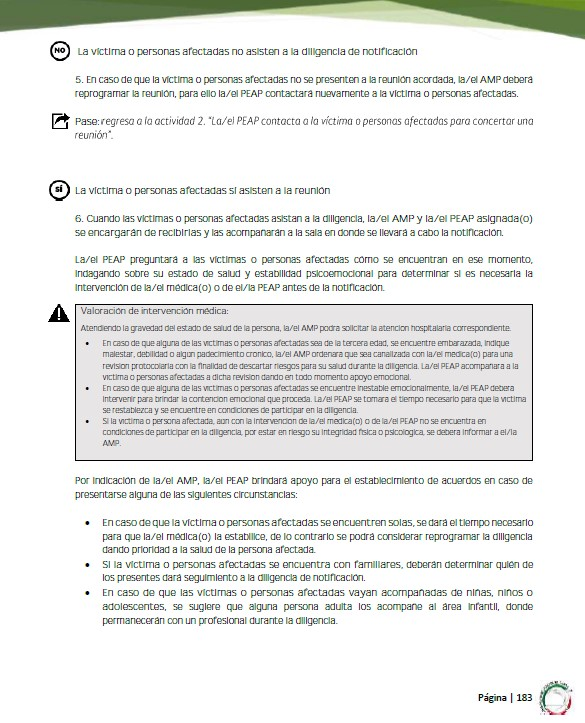 NO La víctima o personas afectadas no asisten a la diligencia de notificación
5. En caso de que la víctima o personas afectadas no se presenten a la reunión acordada, la/el AMP deberá
reprogramar la reunión, para ello la/el PEAP contactará nuevamente a la víctima o personas afectadas.
Pase: regresa a la actividad 2. "La/el PEAP contacta a la víctima o personas afectadas para concertar una
reunión".
sí La víctima o personas afectadas sí asisten a la reunión
6. Cuando las víctimas o personas afectadas asistan a la diligencia, la/el AMP y la/el PEAP asignada(o)
se encargarán de recibirlas y las acompañarán a la sala en donde se llevará a cabo la notificación.
La/el PEAP preguntará a las víctimas o personas afectadas cómo se encuentran en ese momento,
indagando sobre su estado de salud y estabilidad psicoemocional para determinar si es necesaria la
intervención de la/el médica(o) o de el/la PEAP antes de la notificación.
Valoración de intervención médica:
Atendiendo la gravedad del estado de salud de la persona, la/el AMP podrá solicitar la atención hospitalaria correspondiente.
• En caso de que alguna de las víctimas o personas afectadas sea de la tercera edad, se encuentre embarazada, indique
malestar, debilidad o algún padecimiento crónico, la/el AMP ordenará que sea canalizada con la/el médica(o) para una
revisión protocolaria con la finalidad de descartar riesgos para su salud durante la diligencia. La/el PEAP acompañará a la
víctima o personas afectadas a dicha revisión dando en todo momento apoyo emocional.
• En caso de que alguna de las víctimas o personas afectadas se encuentre inestable emocionalmente, la/el PEAP deberá
intervenir para brindar la contención emocional que proceda. La/el PEAP se tomará el tiempo necesario para que la víctima
se restablezca y se encuentre en condiciones de participar en la diligencia.
• Si la víctima o persona afectada, aun con la intervención de la/el médica(o) o de la/el PEAP no se encuentra en
condiciones de participar en la diligencia, por estar en riesgo su integridad física o psicológica, se deberá informar a el/la
AMP.
Por indicación de la/el AMP, la/el PEAP brindará apoyo para el establecimiento de acuerdos en caso de
presentarse alguna de las siguientes circunstancias:
• En caso de que la víctima o personas afectadas se encuentren solas, se dará el tiempo necesario
para que la/el médica(o) la estabilice, de lo contrario se podrá considerar reprogramar la diligencia
dando prioridad a la salud de la persona afectada.
• Si la víctima o personas afectadas se encuentra con familiares, deberán determinar quién de
los presentes dará seguimiento a la diligencia de notificación.
• En caso de que las víctimas o personas afectadas vayan acompañadas de niñas, niños o
adolescentes, se sugiere que alguna persona adulta los acompañe al área infantil, donde
permanecerán con un profesional durante la diligencia.
Página | 183